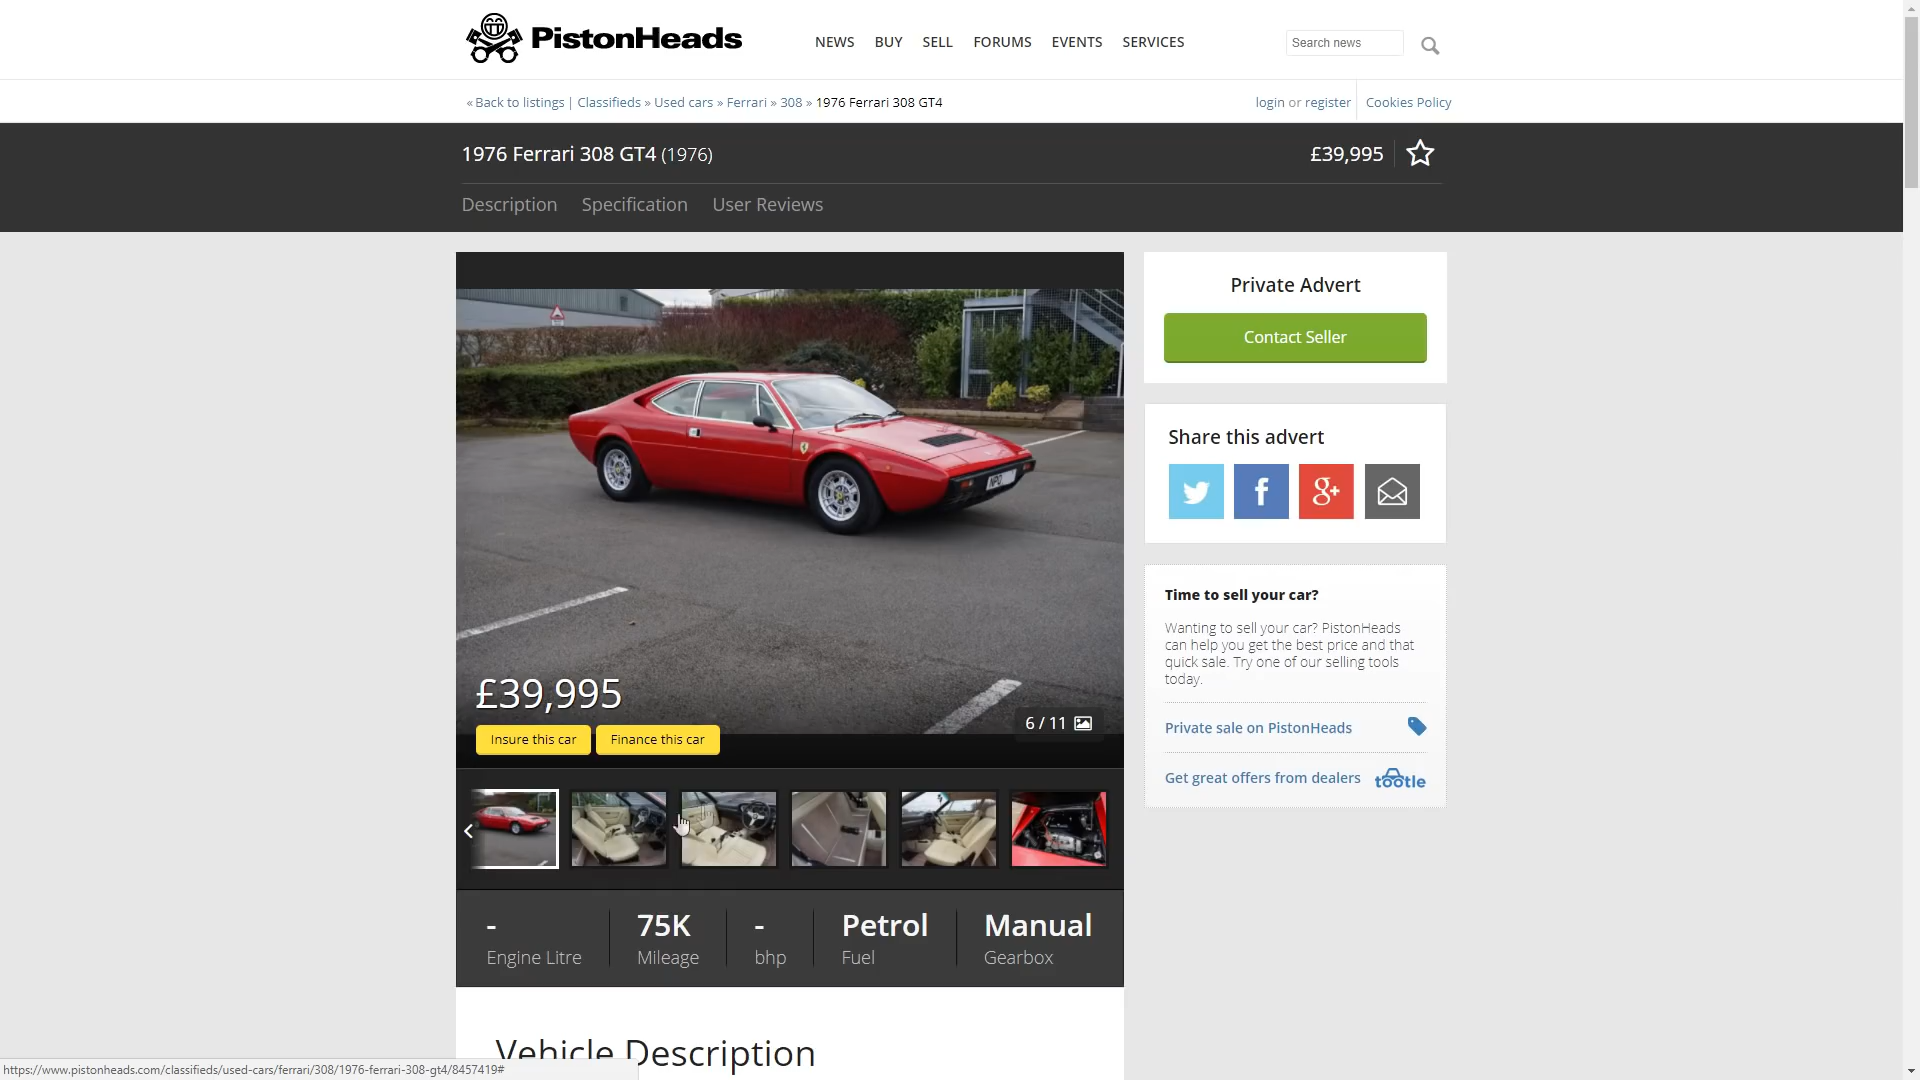 PistonHeads
NEWS BUY SELL FORUMS EVENTS SERVICES
Search news
« Back to listings | Classifieds » Used cars » Ferrari » 308 » 1976 Ferrari 308 GT4
login or register
Cookies Policy
1976 Ferrari 308 GT4 (1976)
£39,995
Description Specification User Reviews
Private Advert
Contact Seller
Share this advert
Time to sell your car?
Wanting to sell your car? PistonHeads
can help you get the best price and that
quick sale. Try one of our selling tools
today.
Private sale on PistonHeads
Get great offers from dealers
tootle
£39,995
Insure this car
Finance this car
6 / 11
- 75K - Petrol Manual
Engine Litre Mileage bhp Fuel Gearbox
Vehicle Description
https://www.pistonheads.com/classifieds/used-cars/ferrari/308/1976-ferrari-308-gt4/8457419#